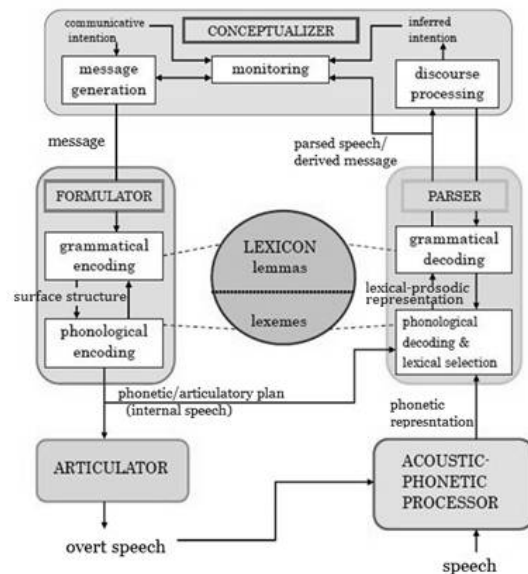 communicative
intention
CONCEPTUALIZER
inferred
intention
message
generation
monitoring
discourse
processing
message
parsed speech/
derived message
FORMULATOR
PARSER
grammatical
encoding
LEXICON
lemmas
grammatical
decoding
surface structure
lexical-prosodic
representation
phonological
encoding
lexemes
phonological
decoding &
lexical selection
phonetic/articulatory plan
(internal speech)
phonetic
represntation
ARTICULATOR
ACOUSTIC-
PHONETIC
PROCESSOR
overt speech
speech